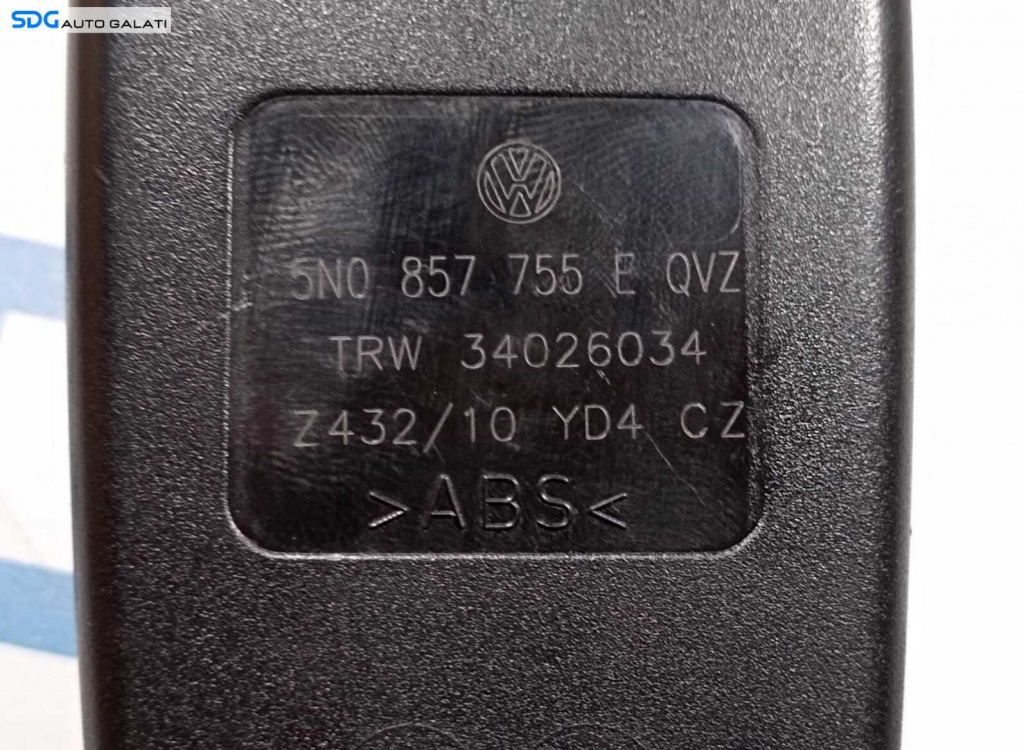 SDG AUTO GALATI
5N0 857 755 E QVZ
TRW 34026034
Z432/10 YD4 CZ
>ABS<